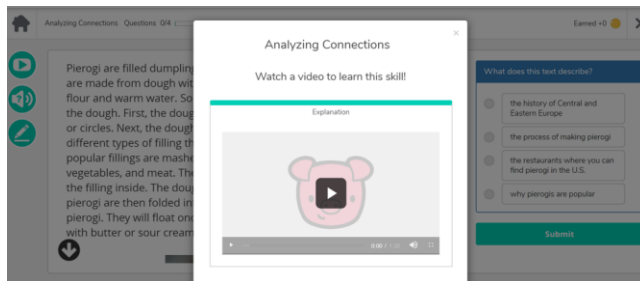 Analyzing Connections Questions 0/4
Earned +0
×
Analyzing Connections
Watch a video to learn this skill!
Explanation
0:00 /
Pierogi are filled dumplin
are made from dough wit
flour and warm water. So
the dough. First, the doug
or circles. Next, the dough
different types of filling th
popular fillings are mashe
vegetables, and meat. The
the filling inside. The doug
pierogi are then folded in
pierogi. They will float onc
with butter or sour cream
What does this text describe?
the history of Central and
Eastern Europe
the process of making pierogi
the restaurants where you can
find pierogi in the U.S.
why pierogis are popular
Submit